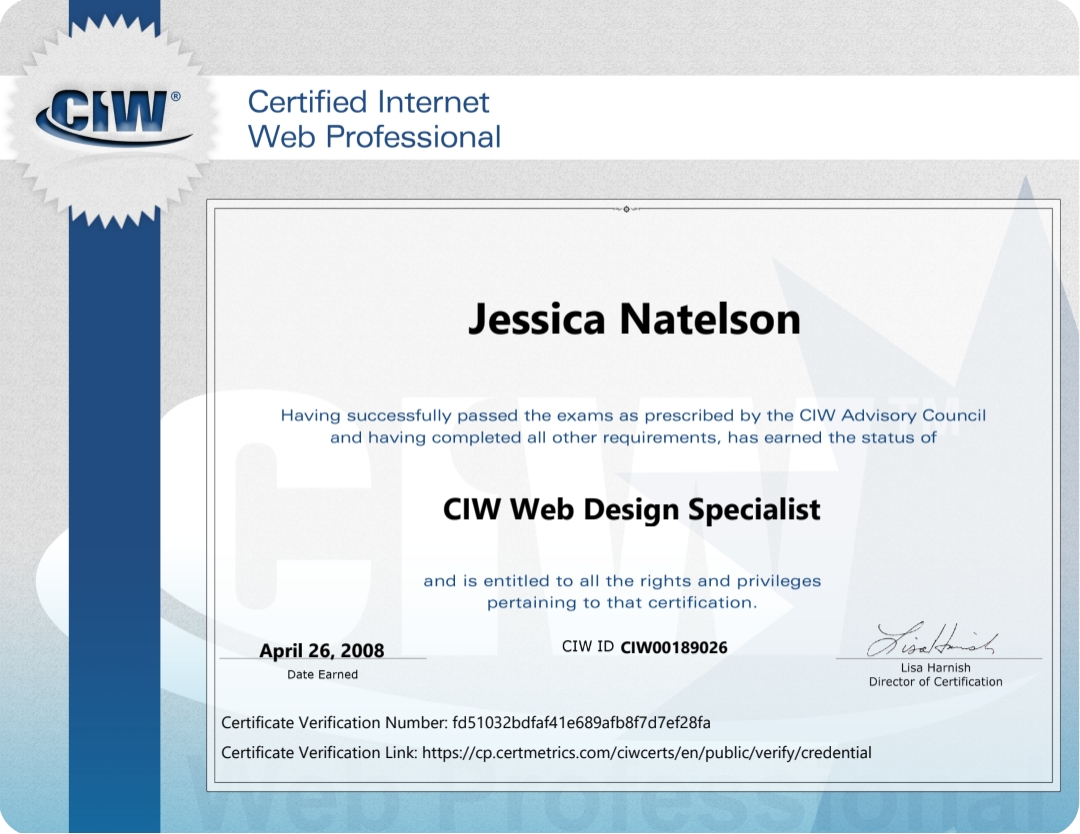 CIW®
Certified Internet
Web Professional
Jessica Natelson
Having successfully passed the exams as prescribed by the CIW Advisory Council
and having completed all other requirements, has earned the status of
CIW Web Design Specialist
and is entitled to all the rights and privileges
pertaining to that certification.
April 26, 2008
Date Earned
CIW ID CIW00189026
Lisa Harnish
Lisa Harnish
Director of Certification
Certificate Verification Number: fd51032bdfaf41e689afb8f7d7ef28fa
Certificate Verification Link: https://cp.certmetrics.com/ciwcerts/en/public/verify/credential
CIW TM
Web Professional